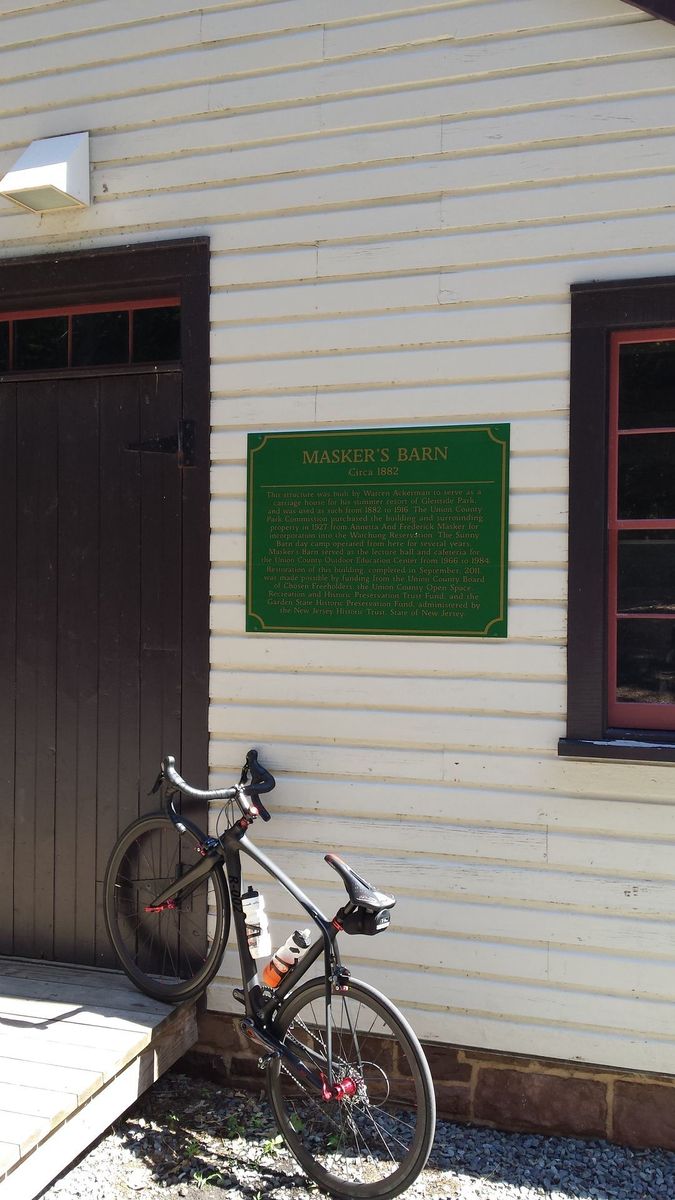 MASKER'S BARN
Circa 1882
This structure was built by Warren Ackerman to serve as a
carriage house for his summer resort of Glenside Park,
and was used as such from 1882 to 1916. The Union County
Park Commission purchased the building and surrounding
property in 1927 from Annetta And Frederick Masker for
incorporation into the Watchung Reservation. The Sunny
Barn day camp operated from here for several years.
Masker's Barn served as the lecture hall and cafeteria for
the Union County Outdoor Education Center from 1966 to 1984.
Restoration of this building, completed in September, 2011,
was made possible by funding from the Union County Board
of Chosen Freeholders, the Union County Open Space,
Recreation and Historic Preservation Trust Fund, and the
Garden State Historic Preservation Fund, administered by
the New Jersey Historic Trust, State of New Jersey.